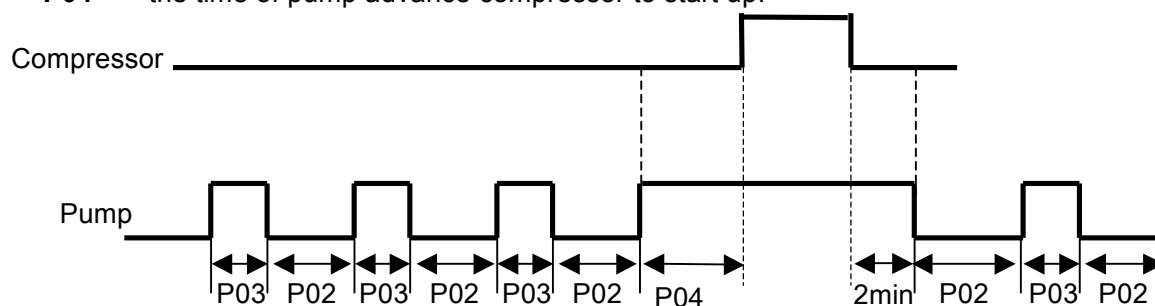 the time of pump advance compressor to start up.
Compressor
Pump
P03 P02 P03 P02 P03 P02 P04 2min P02 P03 P02